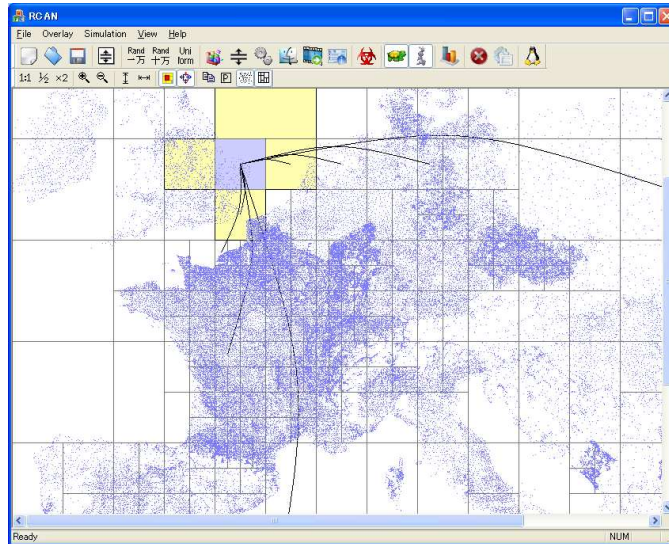 RCAN
File Overlay Simulation View Help
Rand 一万 Rand 十万 Uni form
1:1 ½ ×2 P
Ready NUM